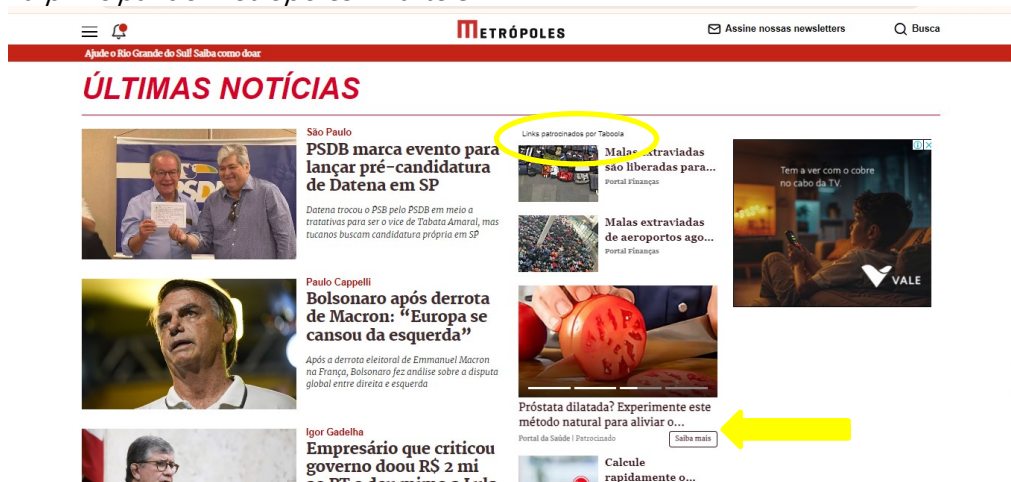 METRÓPOLES
Assine nossas newsletters
Busca
Ajude o Rio Grande do Sul! Saiba como doar
ÚLTIMAS NOTÍCIAS
São Paulo
PSDB marca evento para
lançar pré-candidatura
de Datena em SP
Datena trocou o PSB pelo PSDB em meio a
tratativas para ser o vice de Tabata Amaral, mas
tucanos buscam candidatura própria em SP
Paulo Cappelli
Bolsonaro após derrota
de Macron: “Europa se
cansou da esquerda”
Após a derrota eleitoral de Emmanuel Macron
na França, Bolsonaro fez análise sobre a disputa
global entre direita e esquerda
Igor Gadelha
Empresário que criticou
governo doou R$ 2 mi
Links patrocinados por Taboola
Malas extraviadas
são liberadas para...
Portal Finanças
Malas extraviadas
de aeroportos ago...
Portal Finanças
Próstata dilatada? Experimente este
método natural para aliviar o...
Portal da Saúde | Patrocinado
Saiba mais
Calcule
rapidamente o...
Tem a ver com o cobre
no cabo da TV.
VALE